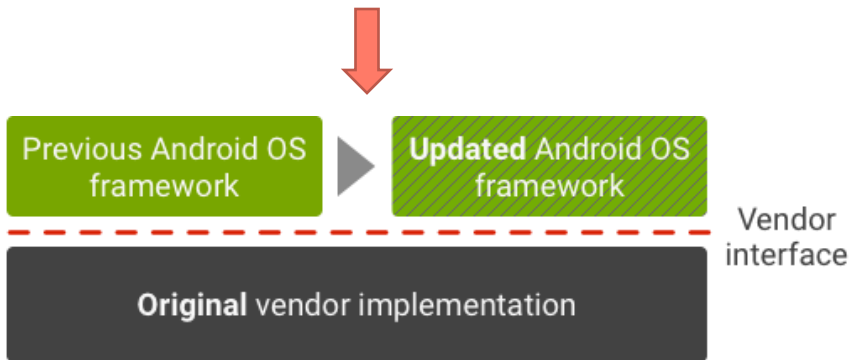 Previous Android OS
framework
Updated Android OS
framework
Vendor
interface
Original vendor implementation